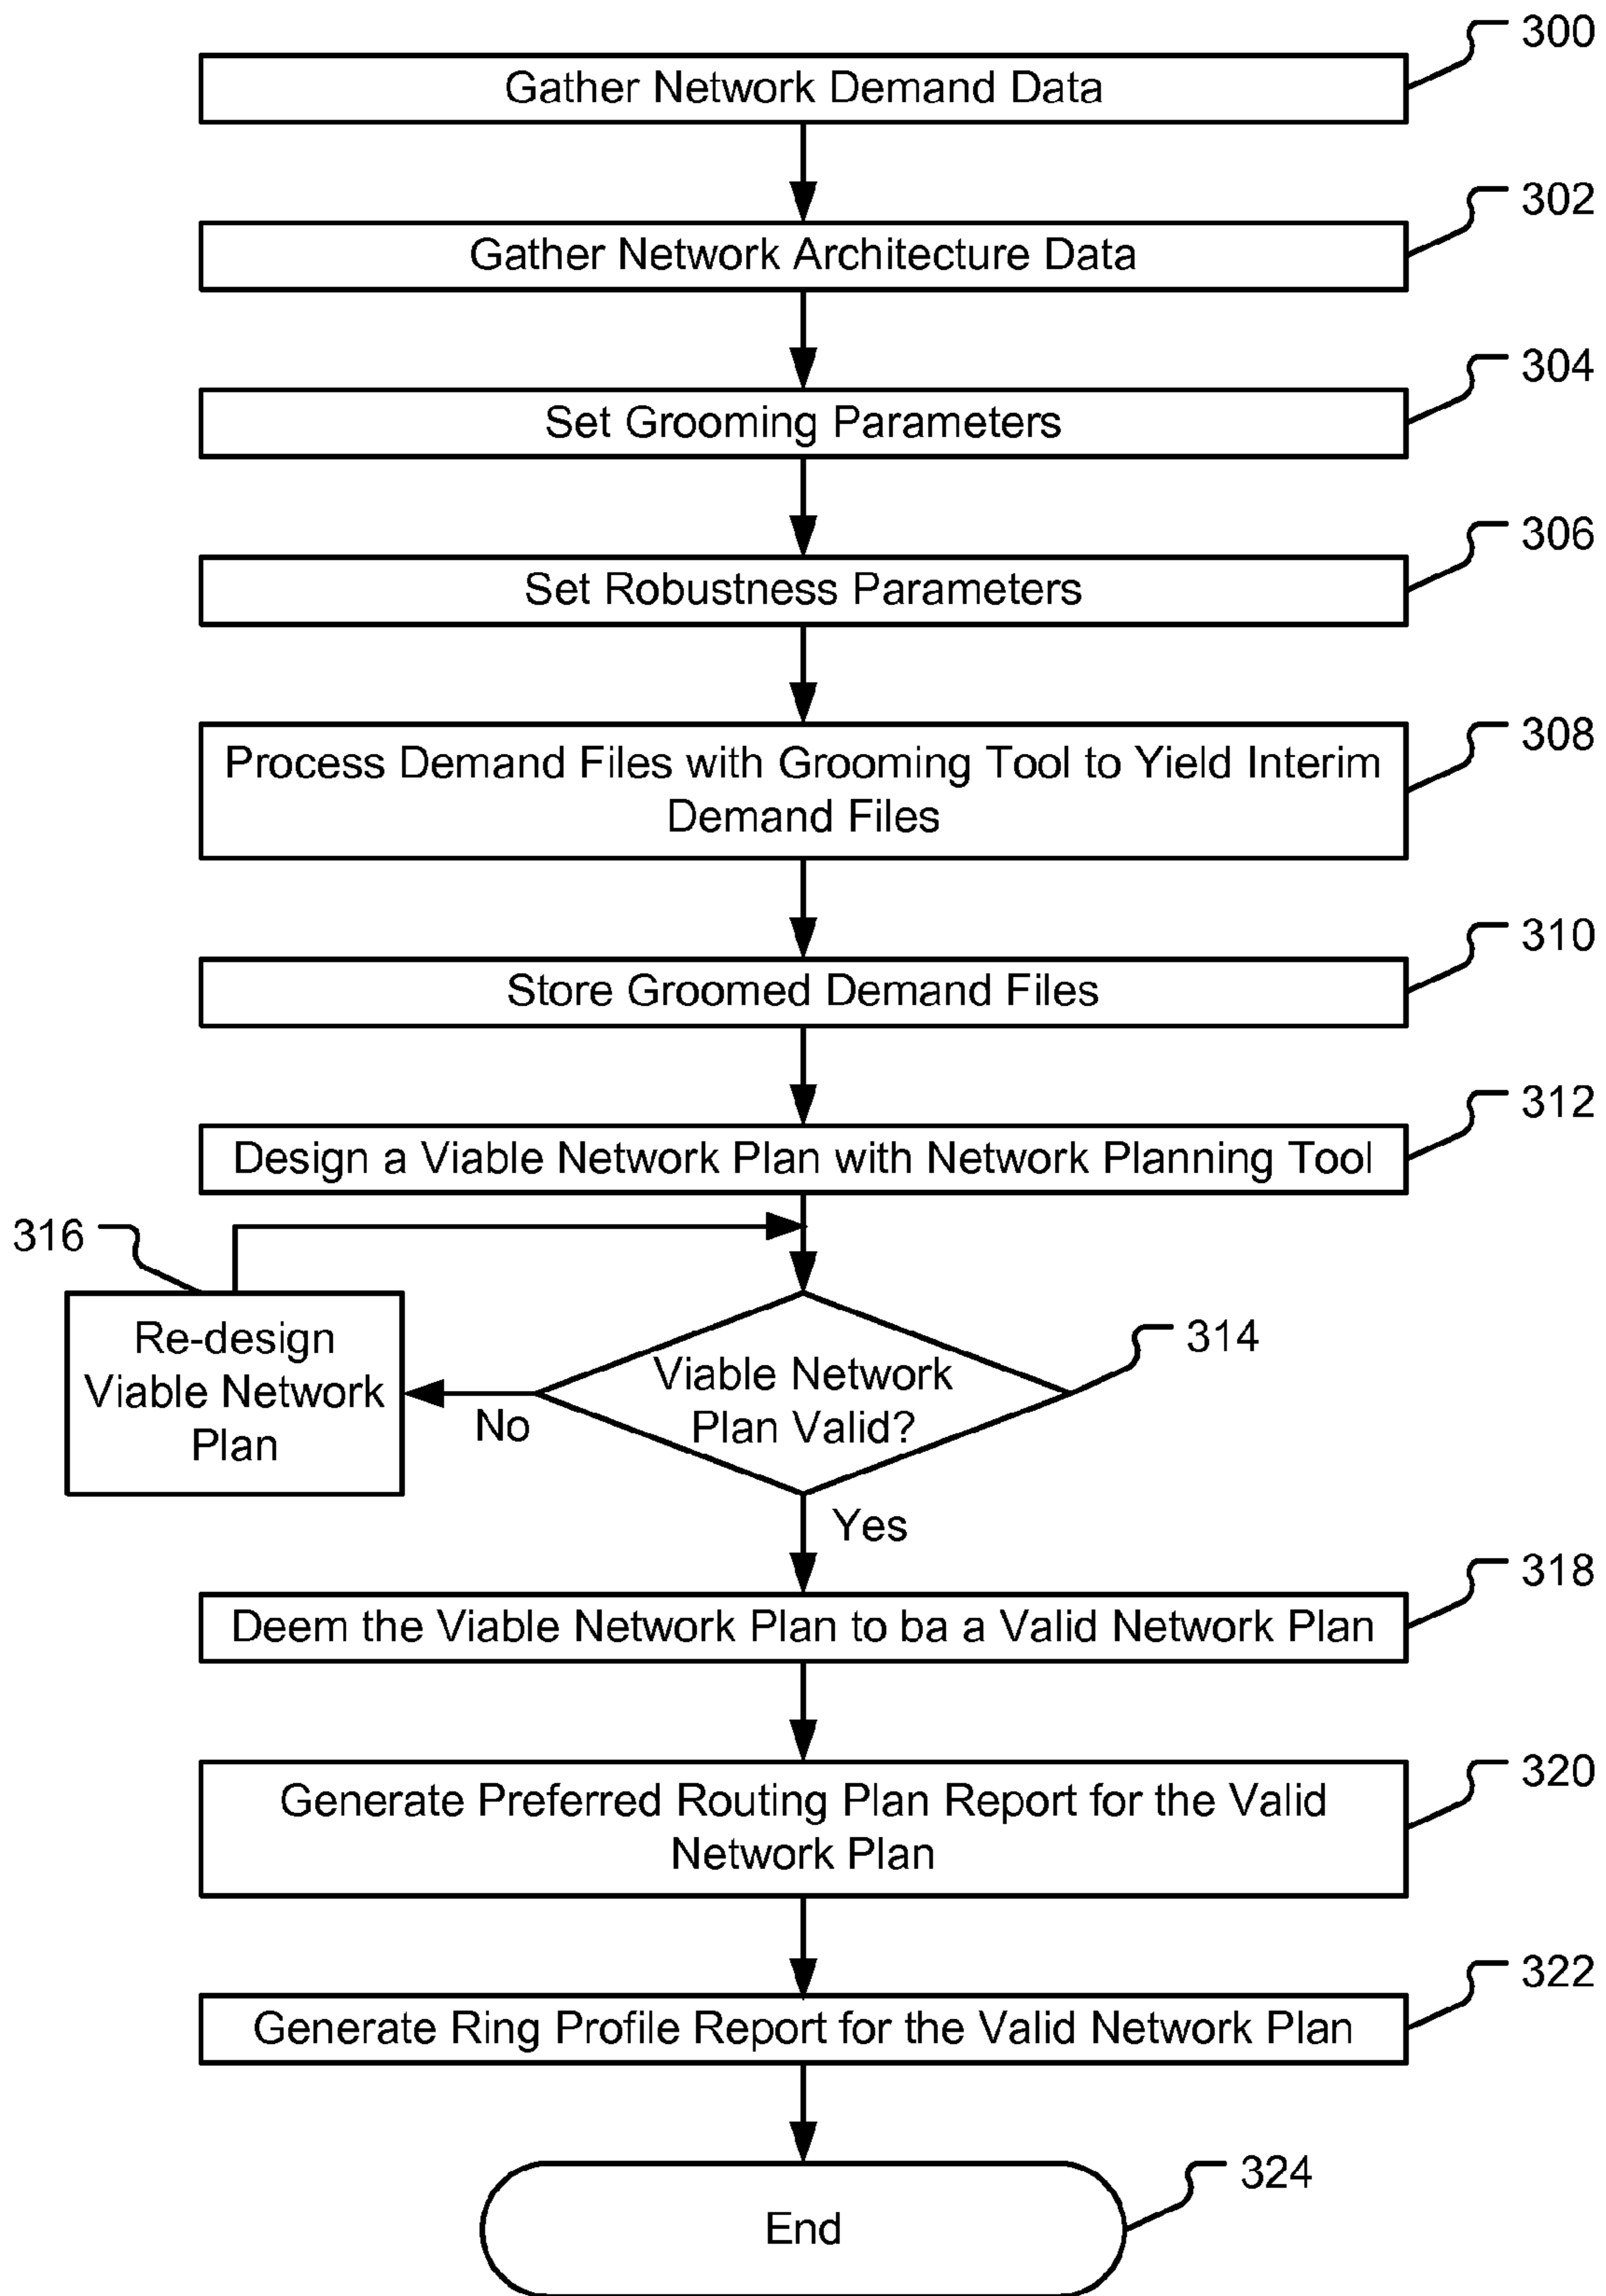 300
Gather Network Demand Data
302
Gather Network Architecture Data
304
Set Grooming Parameters
306
Set Robustness Parameters
308
Process Demand Files with Grooming Tool to Yield Interim
Demand Files
310
Store Groomed Demand Files
312
Design a Viable Network Plan with Network Planning Tool
316
Re-design
Viable Network
Plan
No
314
Viable Network
Plan Valid?
Yes
318
Deem the Viable Network Plan to ba a Valid Network Plan
320
Generate Preferred Routing Plan Report for the Valid
Network Plan
322
Generate Ring Profile Report for the Valid Network Plan
324
End